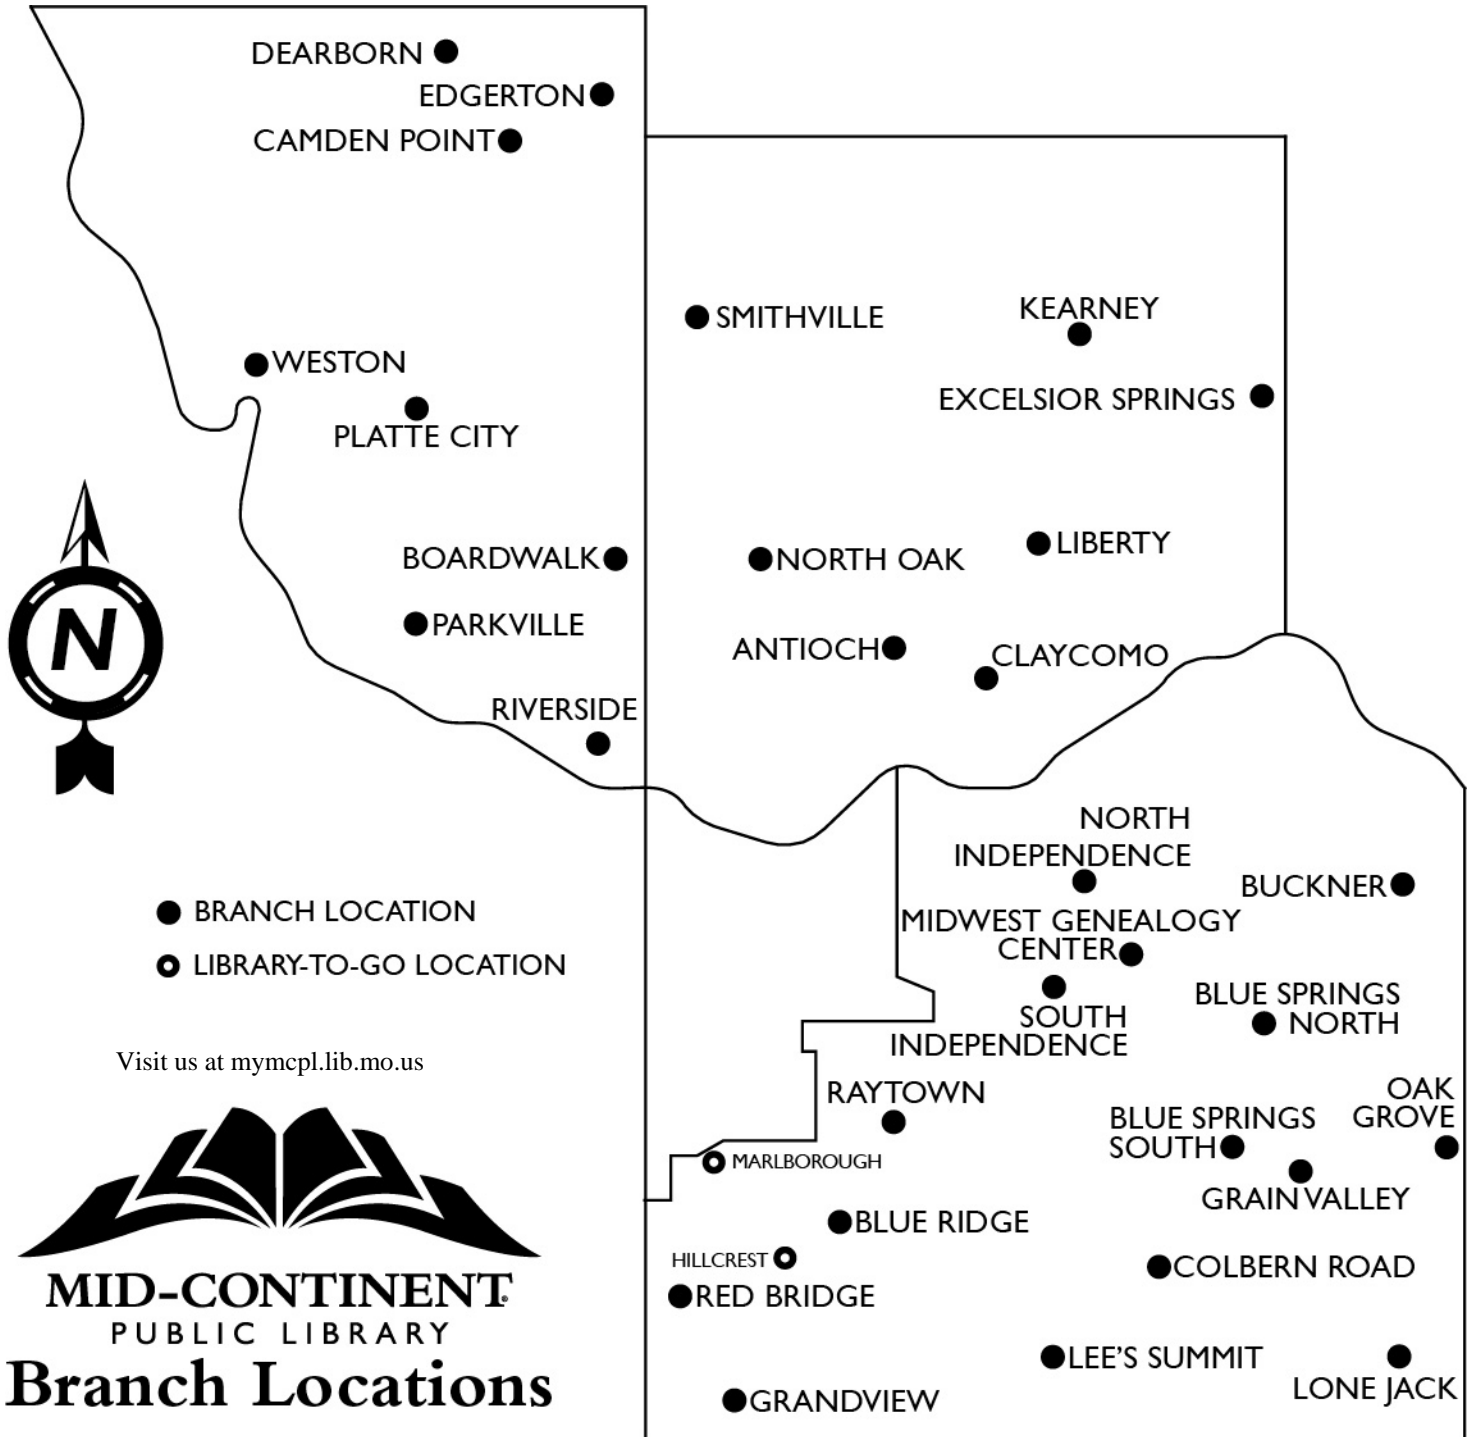 DEARBORN
EDGERTON
CAMDEN POINT
SMITHVILLE
KEARNEY
WESTON
EXCELSIOR SPRINGS
PLATTE CITY
BOARDWALK
NORTH OAK
LIBERTY
N
PARKVILLE
ANTIOCH
CLAYCOMO
RIVERSIDE
NORTH
INDEPENDENCE
BUCKNER
BRANCH LOCATION
LIBRARY-TO-GO LOCATION
MIDWEST GENEALOGY
CENTER
SOUTH
INDEPENDENCE
BLUE SPRINGS
NORTH
Visit us at mymcpl.lib.mo.us
RAYTOWN
OAK
GROVE
BLUE SPRINGS
SOUTH
MARLBOROUGH
GRAIN VALLEY
BLUE RIDGE
HILLCREST
COLBERN ROAD
RED BRIDGE
MID-CONTINENT®
PUBLIC LIBRARY
Branch Locations
LEE'S SUMMIT
LONE JACK
GRANDVIEW